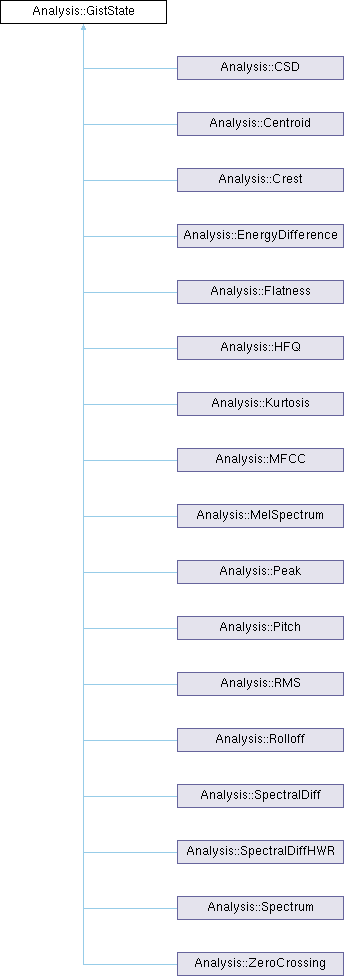 Analysis::GistState
Analysis::CSD
Analysis::Centroid
Analysis::Crest
Analysis::EnergyDifference
Analysis::Flatness
Analysis::HFQ
Analysis::Kurtosis
Analysis::MFCC
Analysis::MelSpectrum
Analysis::Peak
Analysis::Pitch
Analysis::RMS
Analysis::Rolloff
Analysis::SpectralDiff
Analysis::SpectralDiffHWR
Analysis::Spectrum
Analysis::ZeroCrossing